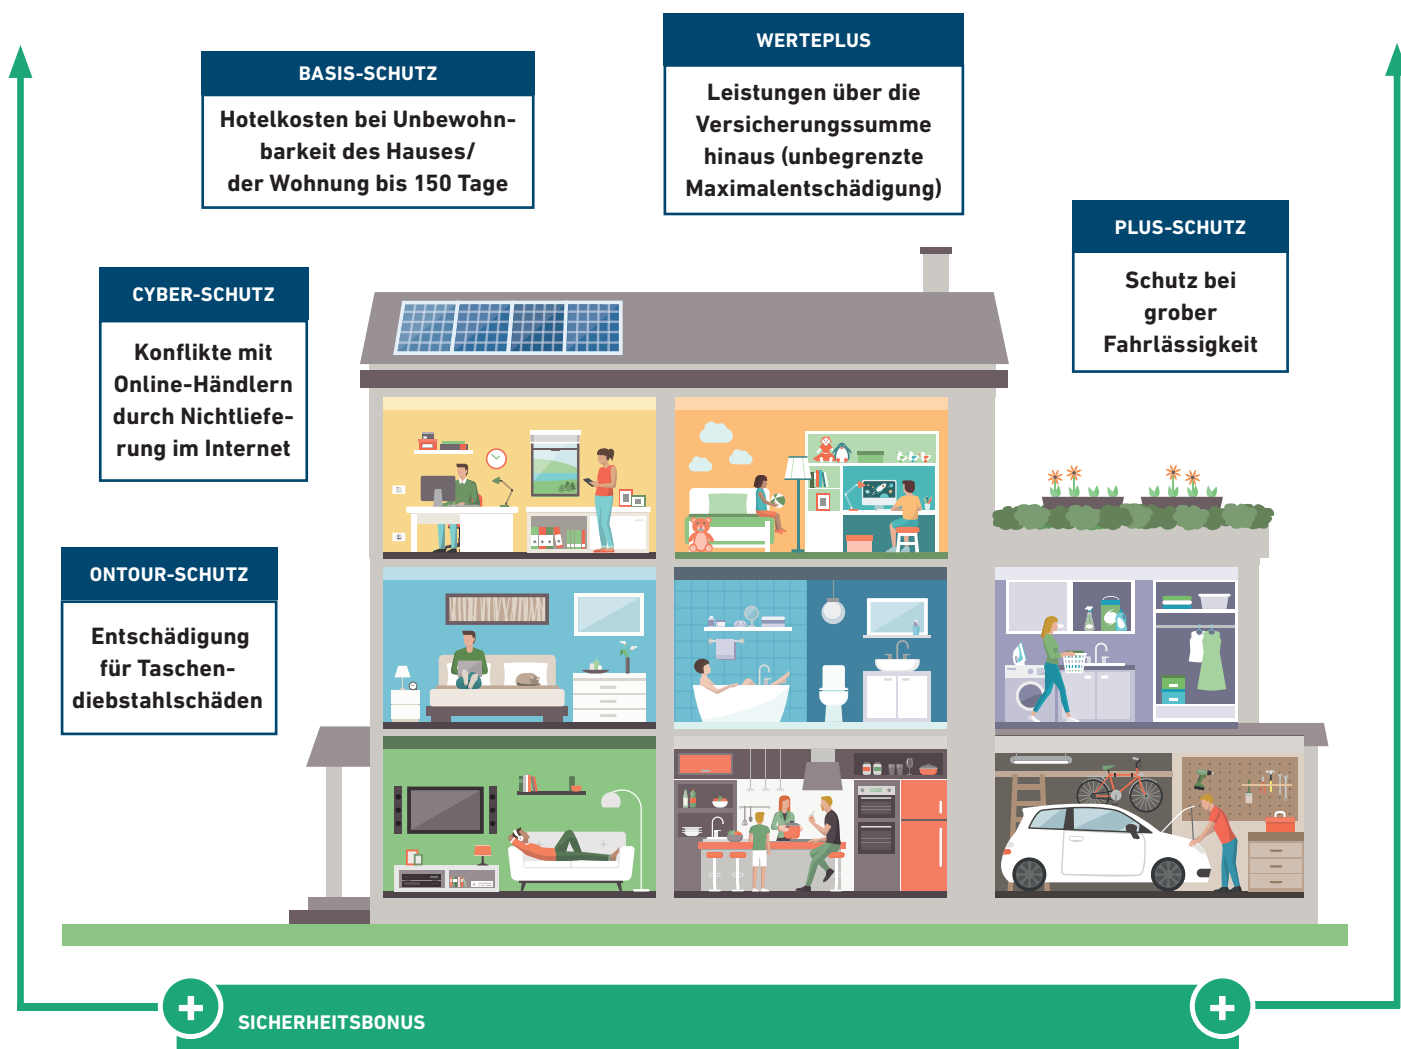 WERTEPLUS
Leistungen über die
Versicherungssumme
hinaus (unbegrenzte
Maximalentschädigung)
BASIS-SCHUTZ
Hotelkosten bei Unbewohn-
barkeit des Hauses/
der Wohnung bis 150 Tage
PLUS-SCHUTZ
Schutz bei
grober
Fahrlässigkeit
CYBER-SCHUTZ
Konflikte mit
Online-Händlern
durch Nichtliefe-
rung im Internet
ONTOUR-SCHUTZ
Entschädigung
für Taschen-
diebstahlschäden
SICHERHEITSBONUS